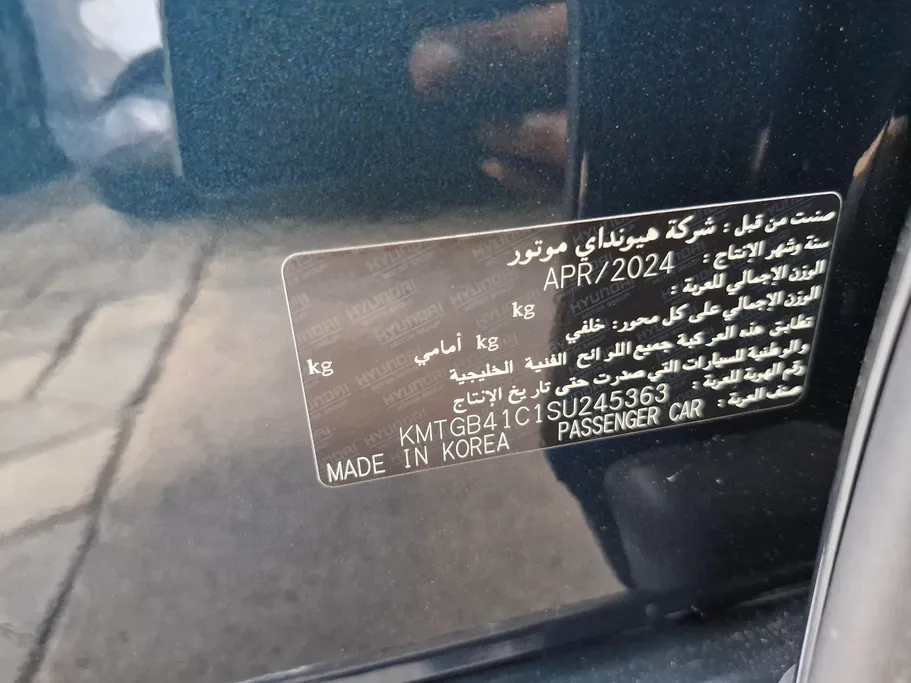 صنعت من قبل : شركة هيونداي موتور
سنة وشهر الإنتاج : APR/2024
الوزن الإجمالي للعربة : kg
الوزن الإجمالي على كل محور: خلفي kg أمامي kg
تطابق هذه المركبة جميع اللوائح الفنية الخليجية
والوطنية للسيارات التي صدرت حتى تاريخ الإنتاج
رقم الهوية للعربة : KMTGB41C1SU245363
صنف العربة : PASSENGER CAR MADE IN KOREA